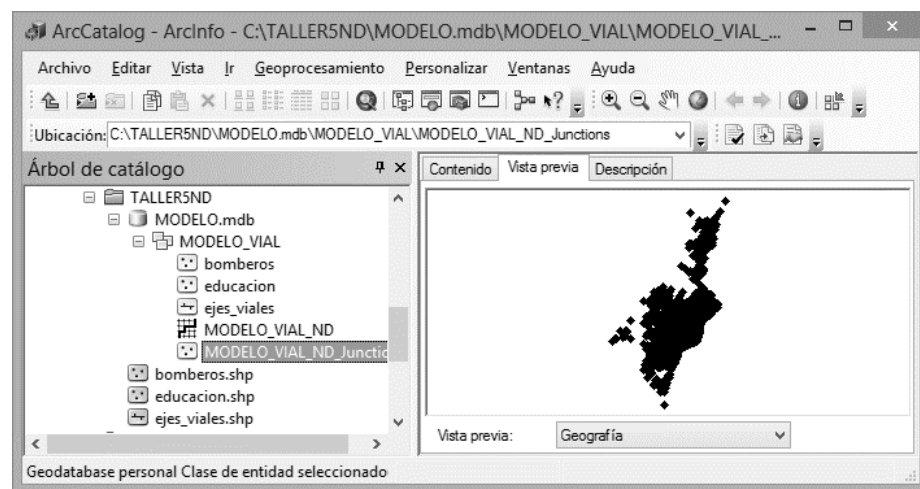 ArcCatalog - ArcInfo - C:\TALLER5ND\MODELO.mdb\MODELO_VIAL\MODELO_VIAL_...
Archivo Editar Vista Ir Geoprocesamiento Personalizar Ventanas Ayuda
Ubicación: C:\TALLER5ND\MODELO.mdb\MODELO_VIAL\MODELO_VIAL_ND_Junctions
Árbol de catálogo
Contenido Vista previa Descripción
TALLER5ND
MODELO.mdb
MODELO_VIAL
bomberos
educacion
ejes_viales
MODELO_VIAL_ND
MODELO_VIAL_ND_Junctic
bomberos.shp
educacion.shp
ejes_viales.shp
Vista previa: Geografía
Geodatabase personal Clase de entidad seleccionado